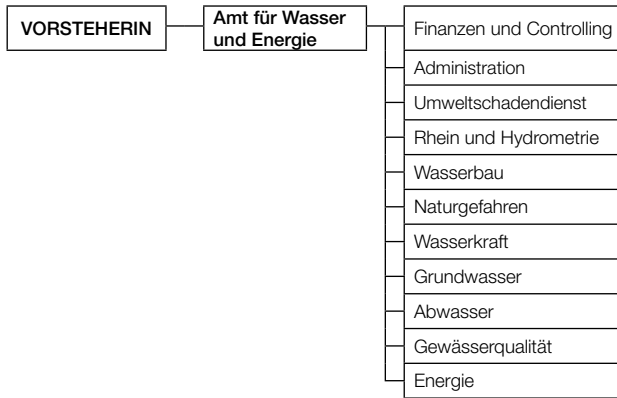 VORSTEHERIN
Amt für Wasser
und Energie
Finanzen und Controlling
Administration
Umweltschadendienst
Rhein und Hydrometrie
Wasserbau
Naturgefahren
Wasserkraft
Grundwasser
Abwasser
Gewässerqualität
Energie